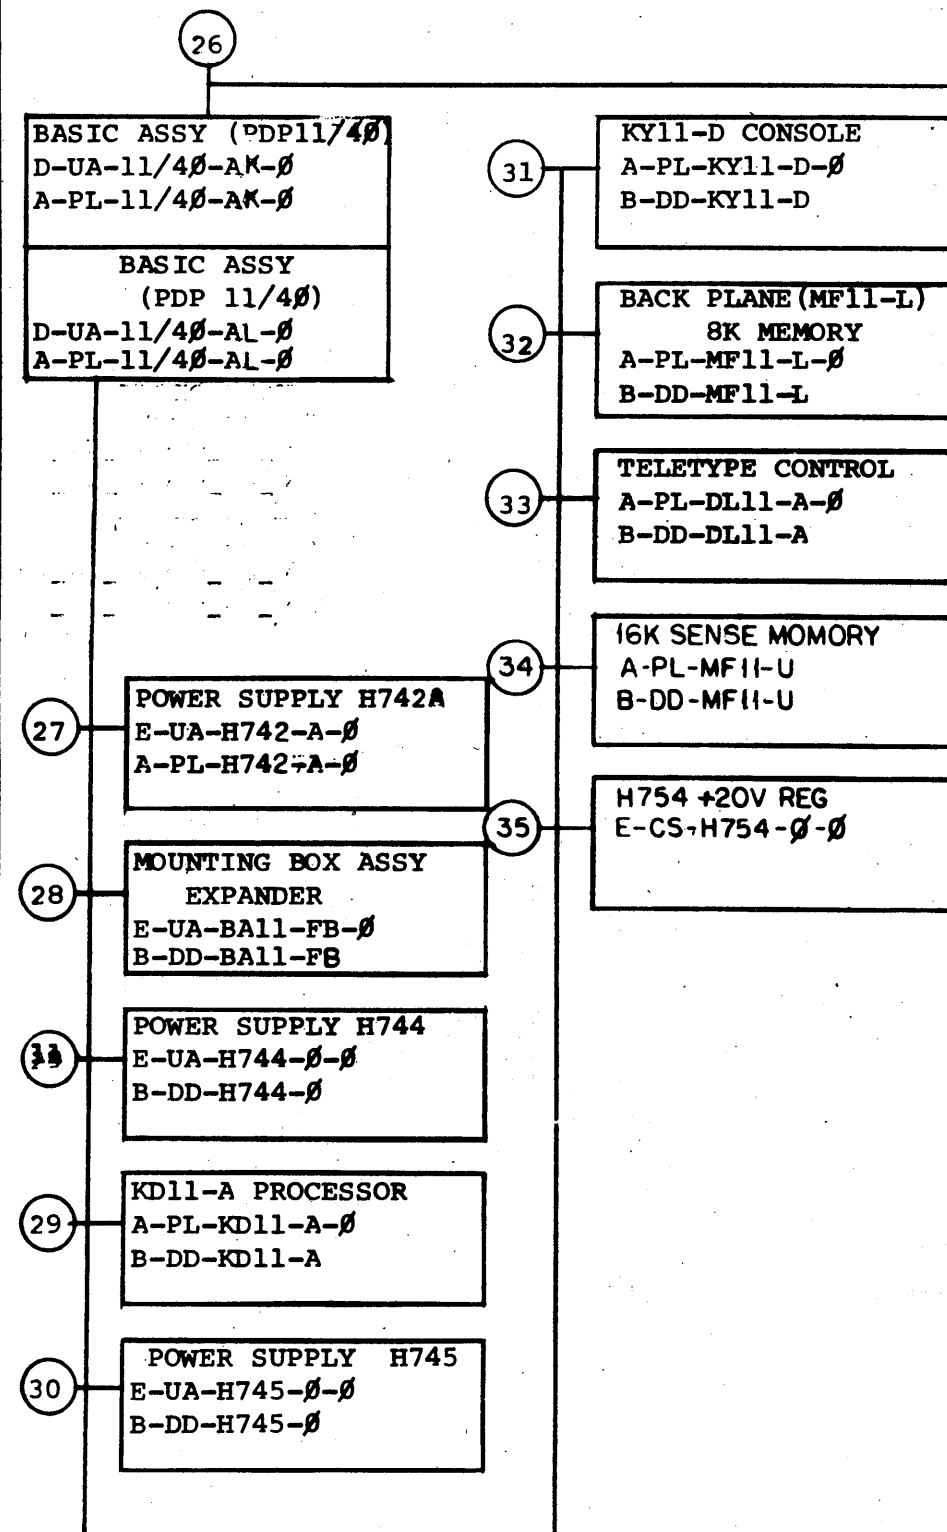 26
BASIC ASSY (PDP11/4Ø)
D-UA-11/4Ø-AK-Ø
A-PL-11/4Ø-AK-Ø
BASIC ASSY
(PDP 11/4Ø)
D-UA-11/4Ø-AL-Ø
A-PL-11/4Ø-AL-Ø
27
POWER SUPPLY H742A
E-UA-H742-A-Ø
A-PL-H742-A-Ø
28
MOUNTING BOX ASSY
EXPANDER
E-UA-BA11-FB-Ø
B-DD-BA11-FB
POWER SUPPLY H744
E-UA-H744-Ø-Ø
B-DD-H744-Ø
29
KD11-A PROCESSOR
A-PL-KD11-A-Ø
B-DD-KD11-A
30
POWER SUPPLY H745
E-UA-H745-Ø-Ø
B-DD-H745-Ø
31
KY11-D CONSOLE
A-PL-KY11-D-Ø
B-DD-KY11-D
32
BACK PLANE(MF11-L)
8K MEMORY
A-PL-MF11-L-Ø
B-DD-MF11-L
33
TELETYPE CONTROL
A-PL-DL11-A-Ø
B-DD-DL11-A
34
16K SENSE MOMORY
A-PL-MF11-U
B-DD-MF11-U
35
H754 +20V REG
E-CS-H754-Ø-Ø